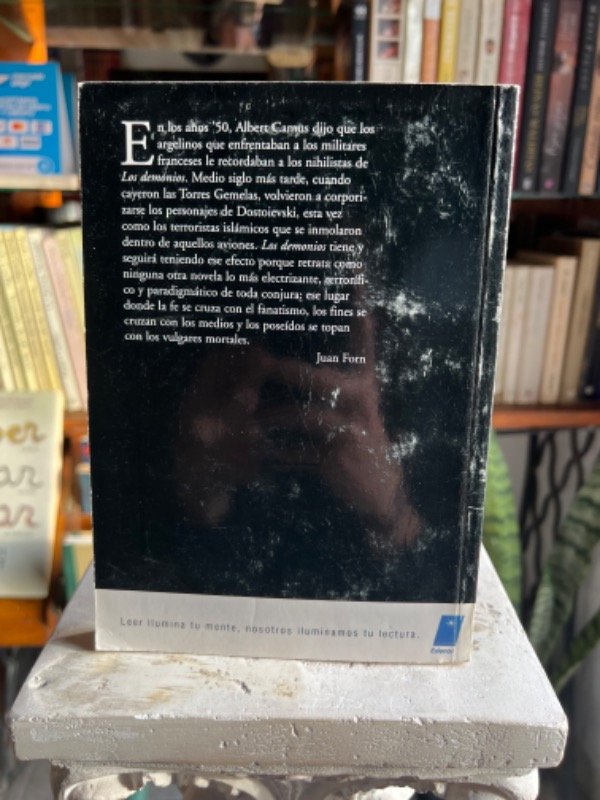 En los años '50, Albert Camus dijo que los
argelinos que enfrentaban a los militares
franceses le recordaban a los nihilistas de
Los demonios. Medio siglo más tarde, cuando
cayeron las Torres Gemelas, volvieron a corpori-
zarse los personajes de Dostoievski, esta vez
como los terroristas islámicos que se inmolaron
dentro de aquellos aviones. Los demonios tiene y
seguirá teniendo ese efecto porque retrata como
ninguna otra novela lo más electrizante, terrorífi-
co y paradigmático de toda conjura; ese lugar
donde la fe se cruza con el fanatismo, los fines se
cruzan con los medios y los poseídos se topan
con los vulgares mortales.
Juan Forn
Leer ilumina tu mente, nosotros iluminamos tu lectura.
Edenor